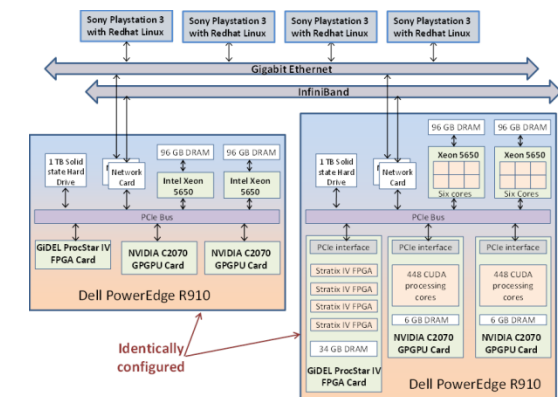 Sony Playstation 3
with Redhat Linux
Sony Playstation 3
with Redhat Linux
Sony Playstation 3
with Redhat Linux
Sony Playstation 3
with Redhat Linux
Gigabit Ethernet
InfiniBand
96 GB DRAM
96 GB DRAM
1 TB Solid
state Hard
Drive
Network
Card
Intel Xeon
5650
Intel Xeon
5650
PCIe Bus
GiDEL ProcStar IV
FPGA Card
NVIDIA C2070
GPGPU Card
NVIDIA C2070
GPGPU Card
Dell PowerEdge R910
Identically
configured
96 GB DRAM
96 GB DRAM
1 TB Solid
state Hard
Drive
Network
Card
Xeon 5650
Six cores
Xeon 5650
Six Cores
PCIe Bus
PCIe interface
Stratix IV FPGA
Stratix IV FPGA
Stratix IV FPGA
Stratix IV FPGA
34 GB DRAM
GiDEL ProcStar IV
FPGA Card
PCIe interface
448 CUDA
processing
cores
6 GB DRAM
NVIDIA C2070
GPGPU Card
PCIe interface
448 CUDA
processing
cores
6 GB DRAM
NVIDIA C2070
GPGPU Card
Dell PowerEdge R910